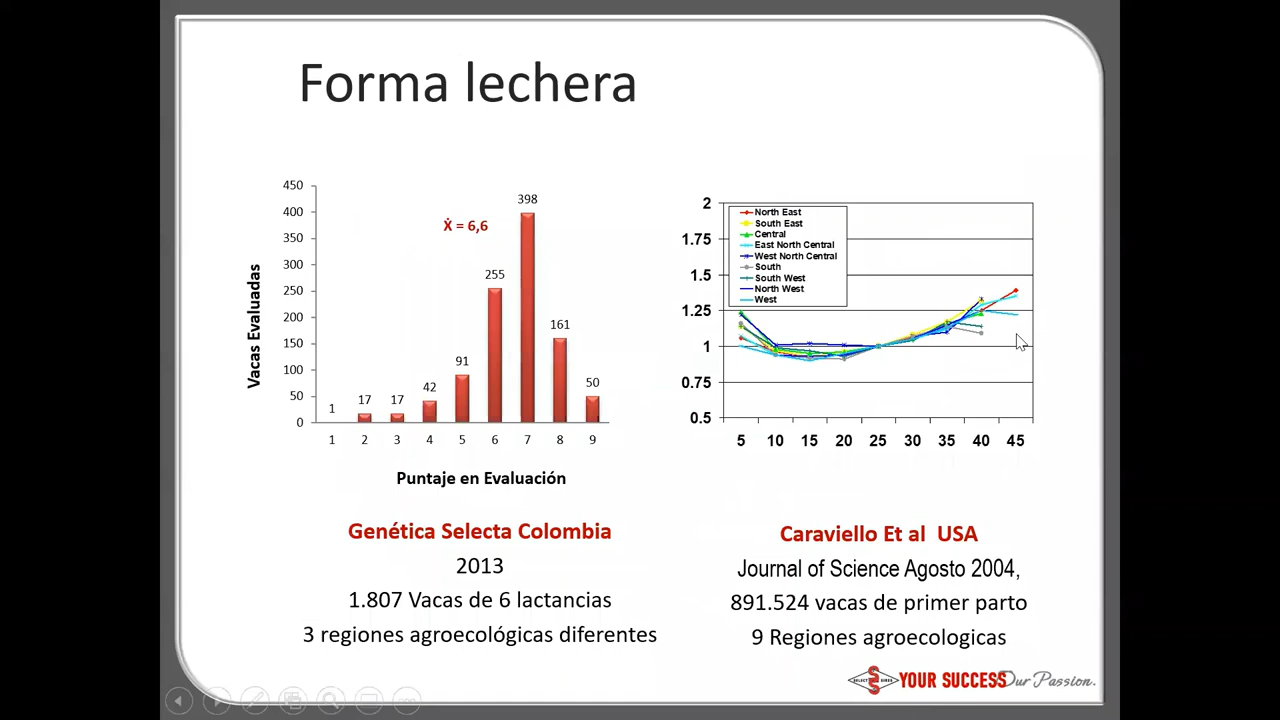 Forma lechera
450
400
350
300
250
200
150
100
50
0
Vacas Evaluadas
Ẋ = 6,6
1
17
17
42
91
255
398
161
50
1 2 3 4 5 6 7 8 9
Puntaje en Evaluación
Genética Selecta Colombia
2013
1.807 Vacas de 6 lactancias
3 regiones agroecológicas diferentes
2
1.75
1.5
1.25
1
0.75
0.5
North East
South East
Central
East North Central
West North Central
South
South West
North West
West
5 10 15 20 25 30 35 40 45
Caraviello Et al USA
Journal of Science Agosto 2004,
891.524 vacas de primer parto
9 Regiones agroecologicas
SELECT SIRES
YOUR SUCCESS Our Passion.